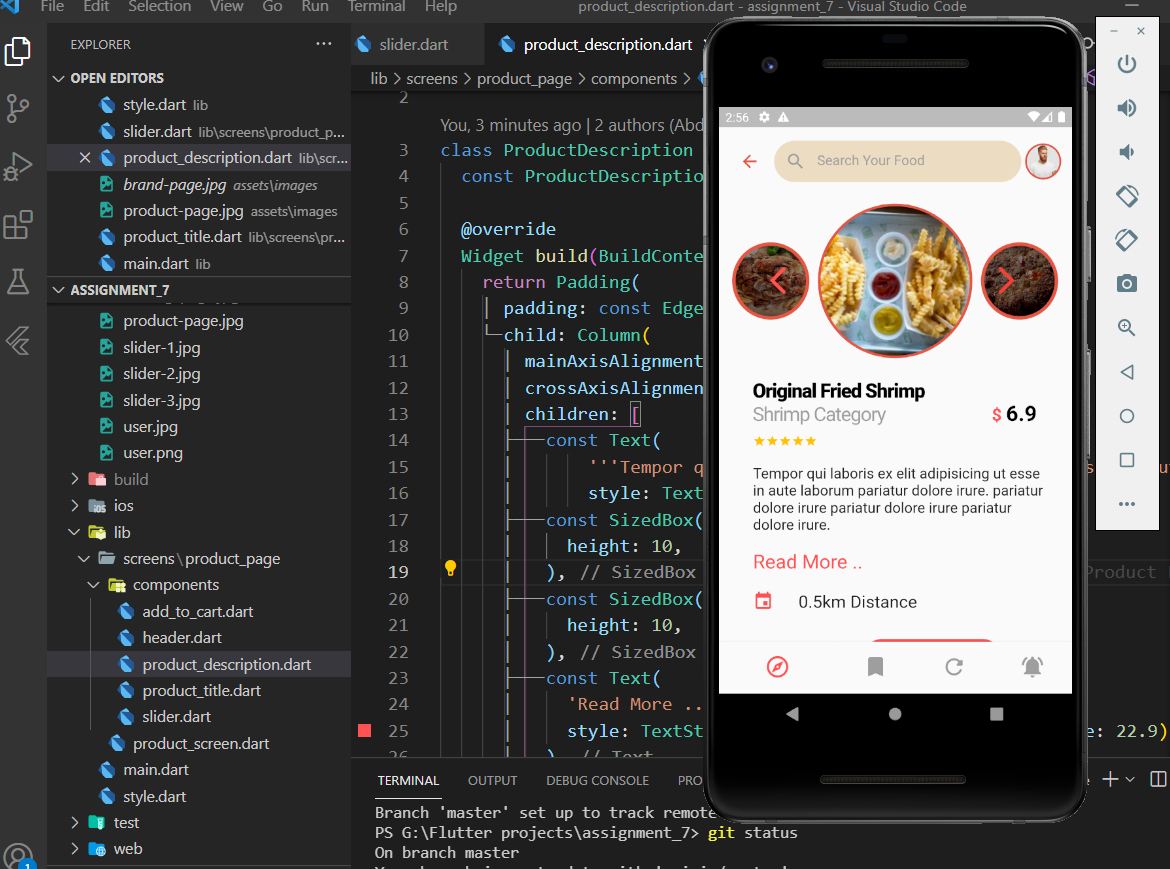 File Edit Selection View Go Run Terminal Help
product_description.dart - assignment_7 - Visual Studio Code
EXPLORER
OPEN EDITORS
style.dart lib
slider.dart lib\screens\product_p...
product_description.dart lib\scr...
brand-page.jpg assets\images
product-page.jpg assets\images
product_title.dart lib\screens\pr...
main.dart lib
ASSIGNMENT_7
product-page.jpg
slider-1.jpg
slider-2.jpg
slider-3.jpg
user.jpg
user.png
build
ios
lib
screens\product_page
components
add_to_cart.dart
header.dart
product_description.dart
product_title.dart
slider.dart
product_screen.dart
main.dart
style.dart
test
web
1
slider.dart
product_description.dart
lib > screens > product_page > components >
2
You, 3 minutes ago | 2 authors (Abd
3 class ProductDescription
4 const ProductDescriptio
5
6 @override
7 Widget build(BuildConte
8 return Padding(
9 padding: const Edge
10 child: Column(
11 mainAxisAlignment
12 crossAxisAlignmen
13 children: [
14 const Text(
15 '''Tempor q
16 style: Text
17 const SizedBox(
18 height: 10,
19 ), // SizedBox
20 const SizedBox(
21 height: 10,
22 ), // SizedBox
23 const Text(
24 'Read More ..
25 style: TextSt
e: 22.9)
26 ), // Text
Product
TERMINAL OUTPUT DEBUG CONSOLE PRO
Branch 'master' set up to track remote
PS G:\Flutter projects\assignment_7> git status
On branch master
2:56
Search Your Food
Original Fried Shrimp
Shrimp Category
$ 6.9
Tempor qui laboris ex elit adipisicing ut esse
in aute laborum pariatur dolore irure. pariatur
dolore irure pariatur dolore irure pariatur
dolore irure.
Read More ..
0.5km Distance